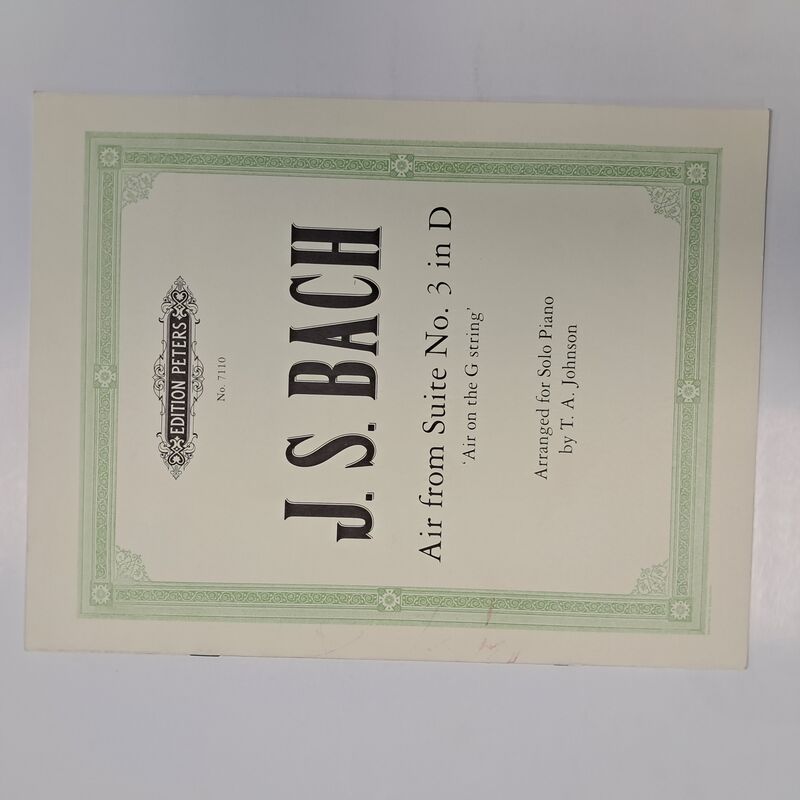 EDITION PETERS
No. 7110
J. S. BACH
Air from Suite No. 3 in D
'Air on the G string'
Arranged for Solo Piano
by T. A. Johnson